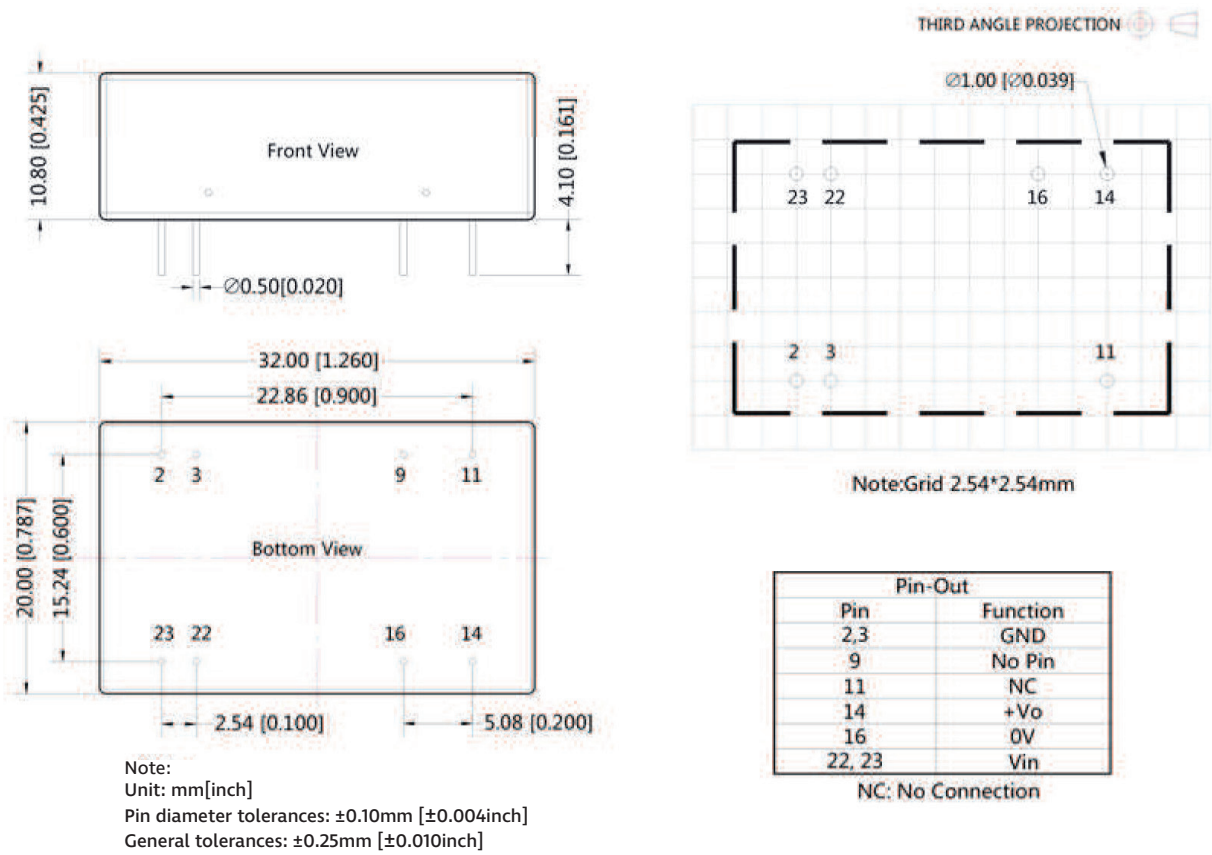 THIRD ANGLE PROJECTION
10.80 [0.425]
Front View
4.10 [0.161]
∅0.50[0.020]
∅1.00 [∅0.039]
23 22 16 14
2 3 11
Note:Grid 2.54*2.54mm
32.00 [1.260]
22.86 [0.900]
20.00 [0.787]
15.24 [0.600]
2 3 9 11
Bottom View
23 22 16 14
2.54 [0.100]
5.08 [0.200]
Note:
Unit: mm[inch]
Pin diameter tolerances: ±0.10mm [±0.004inch]
General tolerances: ±0.25mm [±0.010inch]
Pin-Out
Pin Function
2,3 GND
9 No Pin
11 NC
14 +Vo
16 0V
22, 23 Vin
NC: No Connection